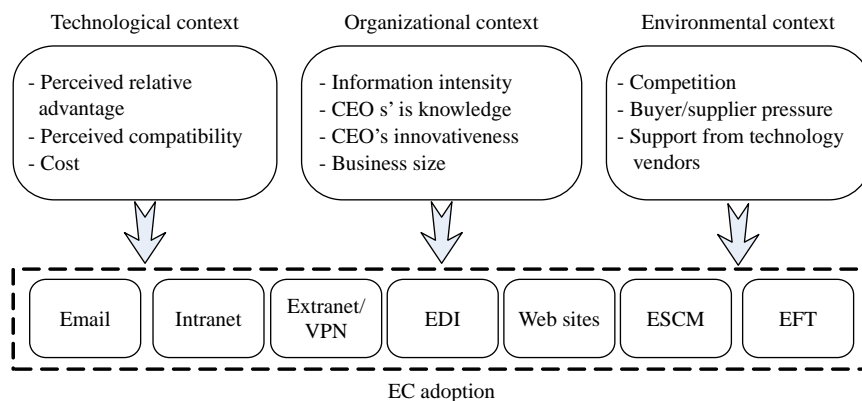 Technological context
- Perceived relative
advantage
- Perceived compatibility
- Cost
Organizational context
- Information intensity
- CEO s’ is knowledge
- CEO’s innovativeness
- Business size
Environmental context
- Competition
- Buyer/supplier pressure
- Support from technology
vendors
Email
Intranet
Extranet/
VPN
EDI
Web sites
ESCM
EFT
EC adoption